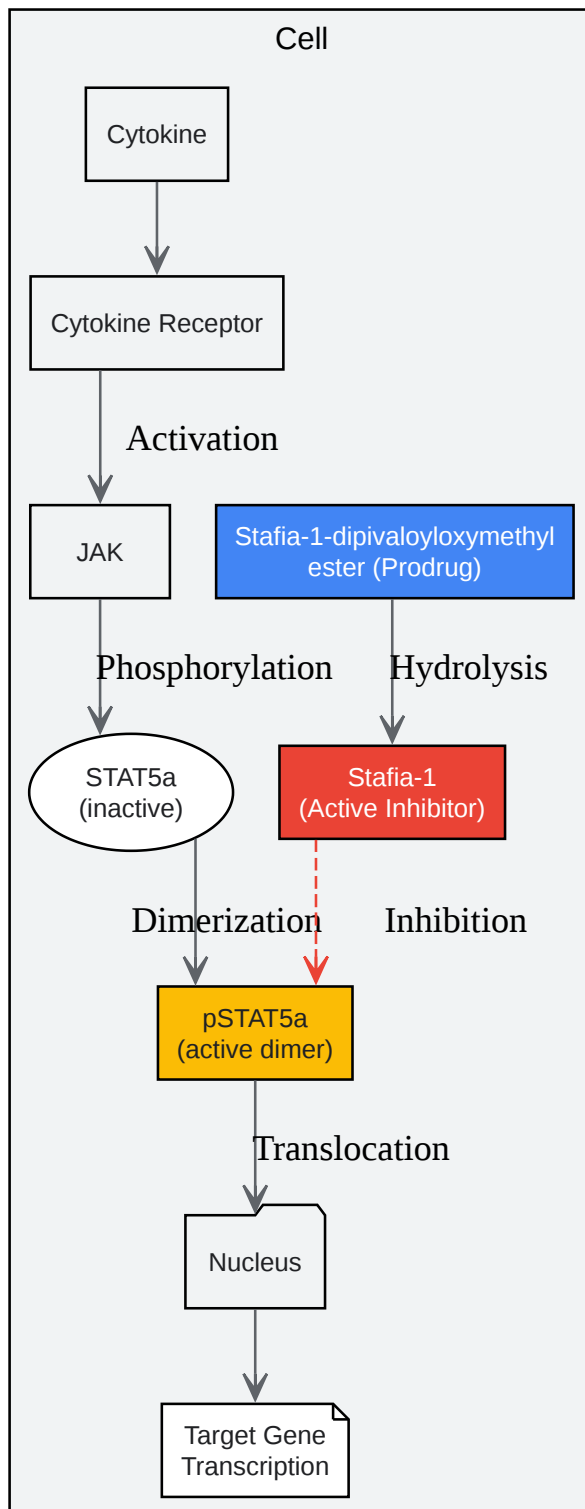 Cell
Cytokine
Cytokine Receptor
Activation
JAK
Stafia-1-dipivaloyloxymethyl
ester (Prodrug)
Phosphorylation
Hydrolysis
STAT5a
(inactive)
Stafia-1
(Active Inhibitor)
Dimerization
Inhibition
pSTAT5a
(active dimer)
Translocation
Nucleus
Target Gene
Transcription